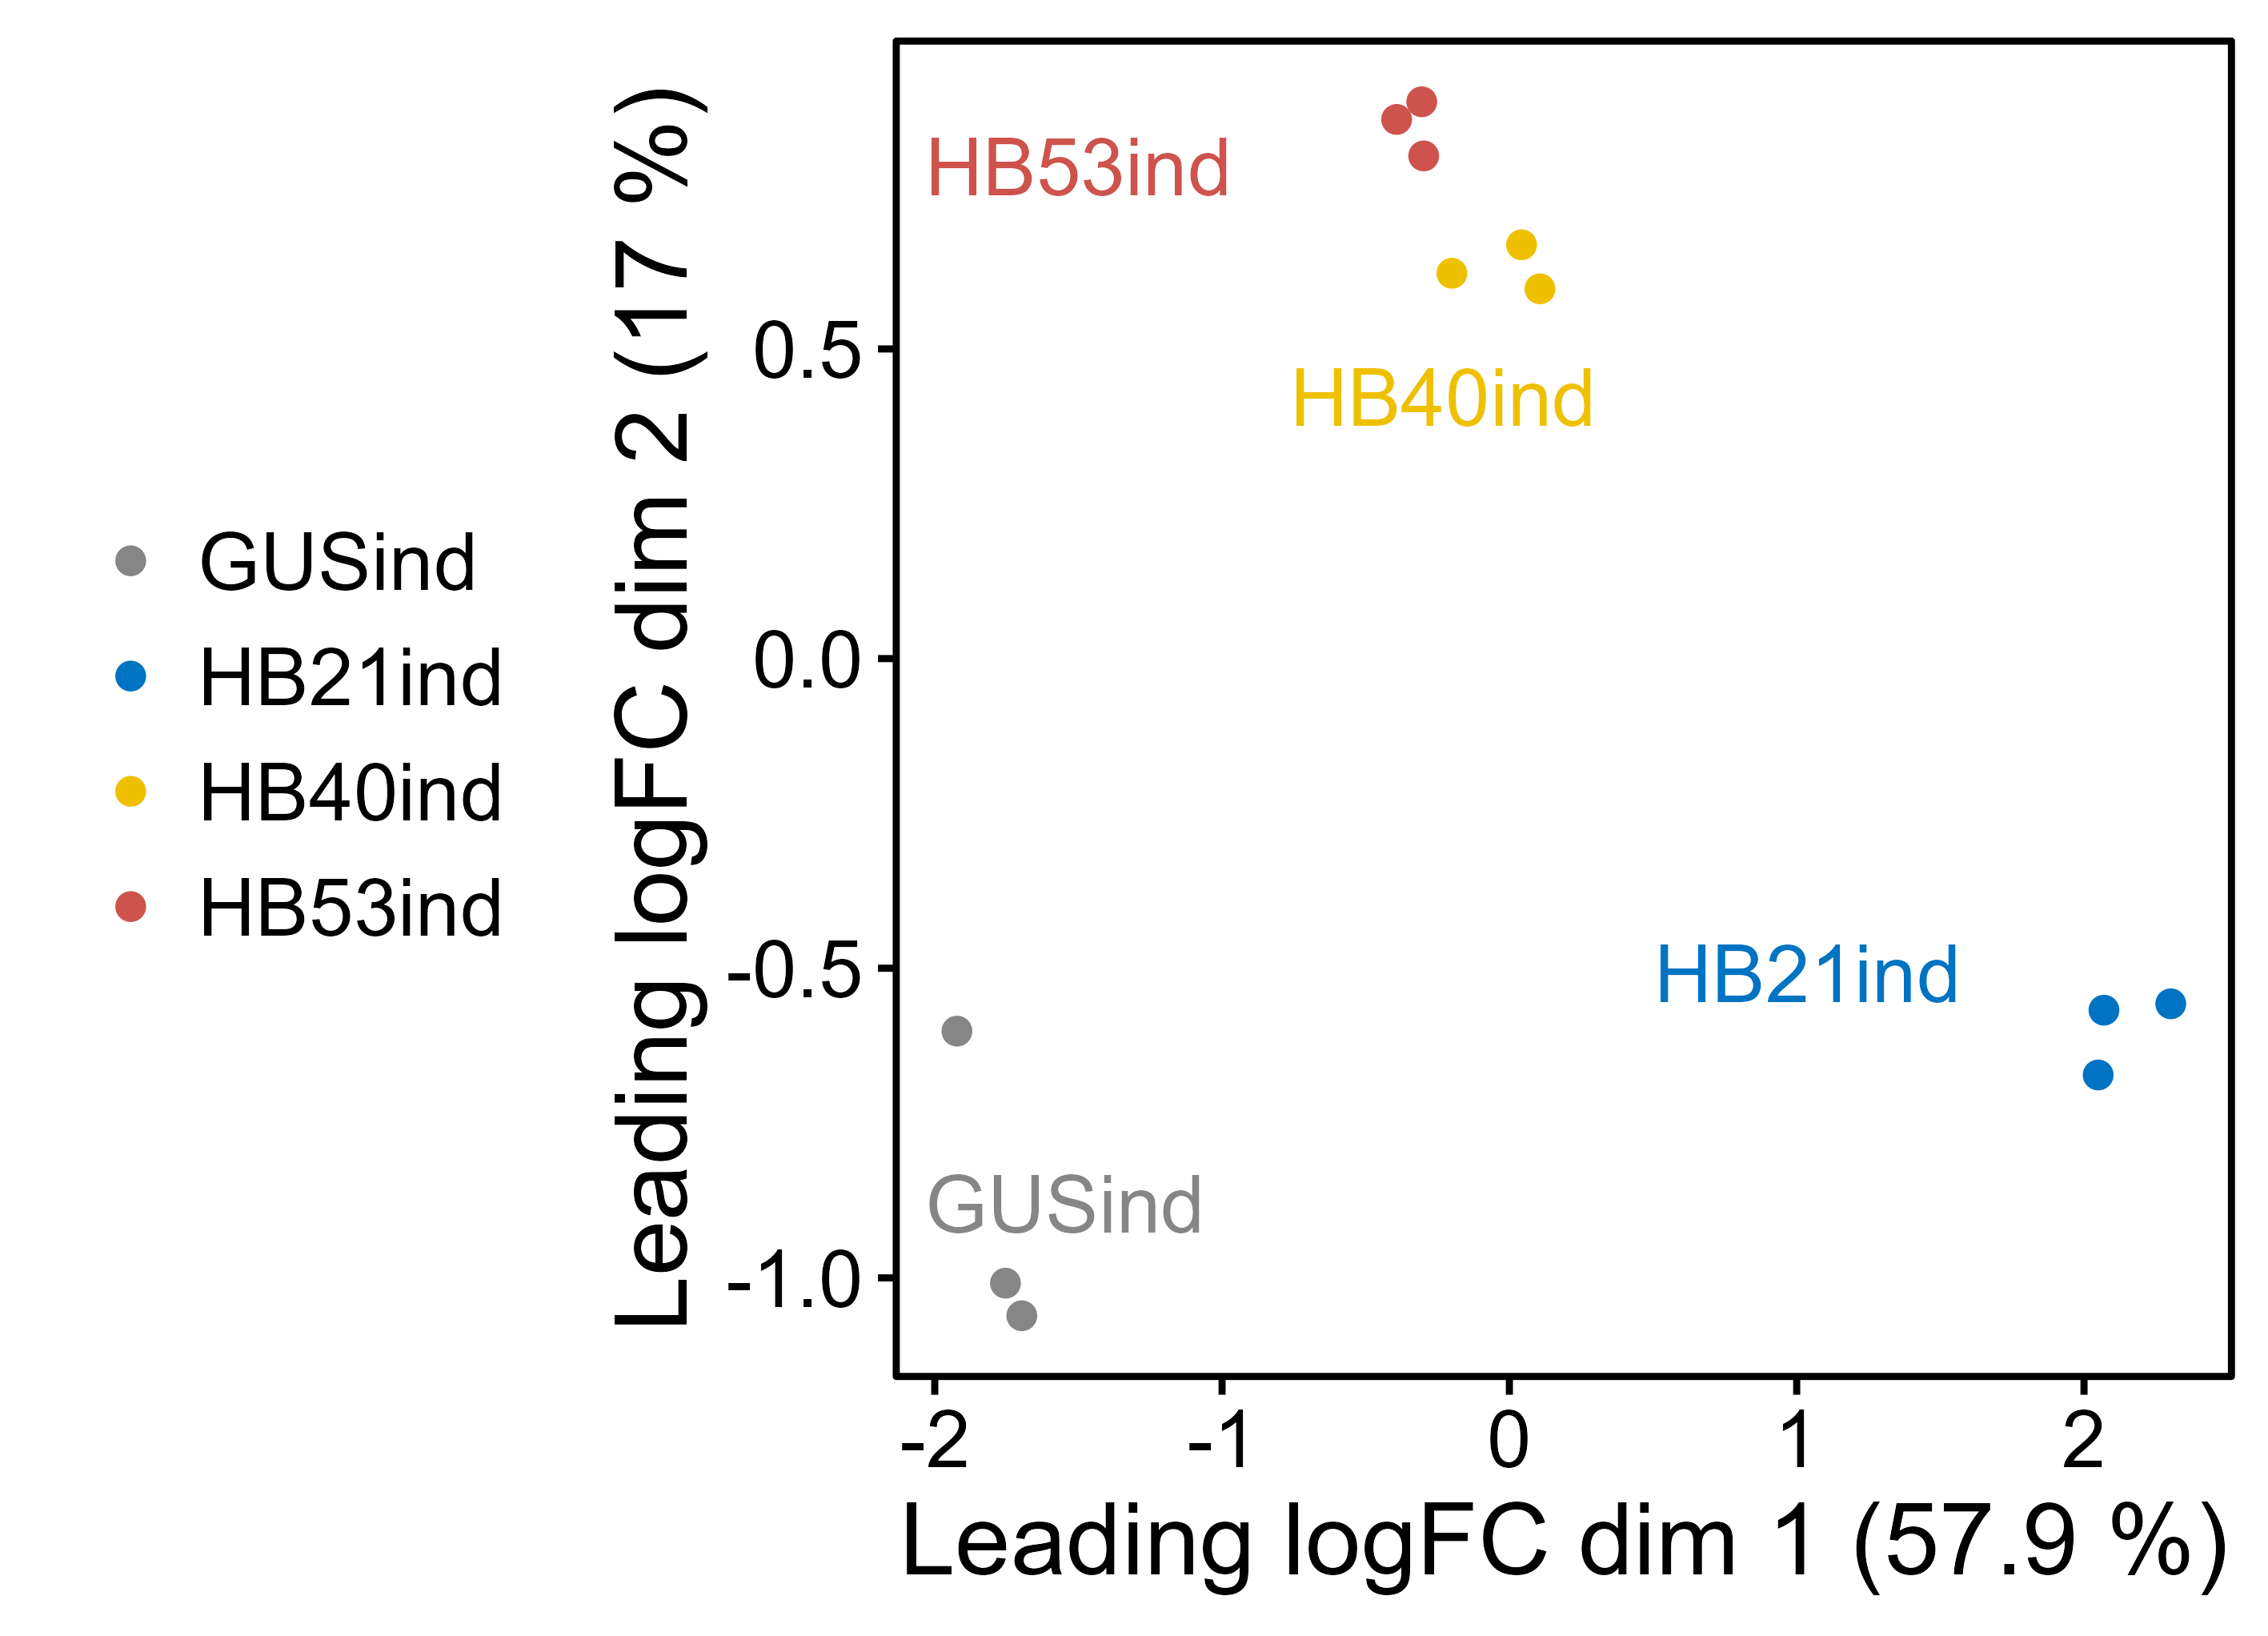 GUSind
HB21ind
HB40ind
HB53ind
Leading logFC dim 2 (17 %)
0.5
0.0
-0.5
-1.0
HB53ind
HB40ind
HB21ind
GUSind
-2 -1 0 1 2
Leading logFC dim 1 (57.9 %)